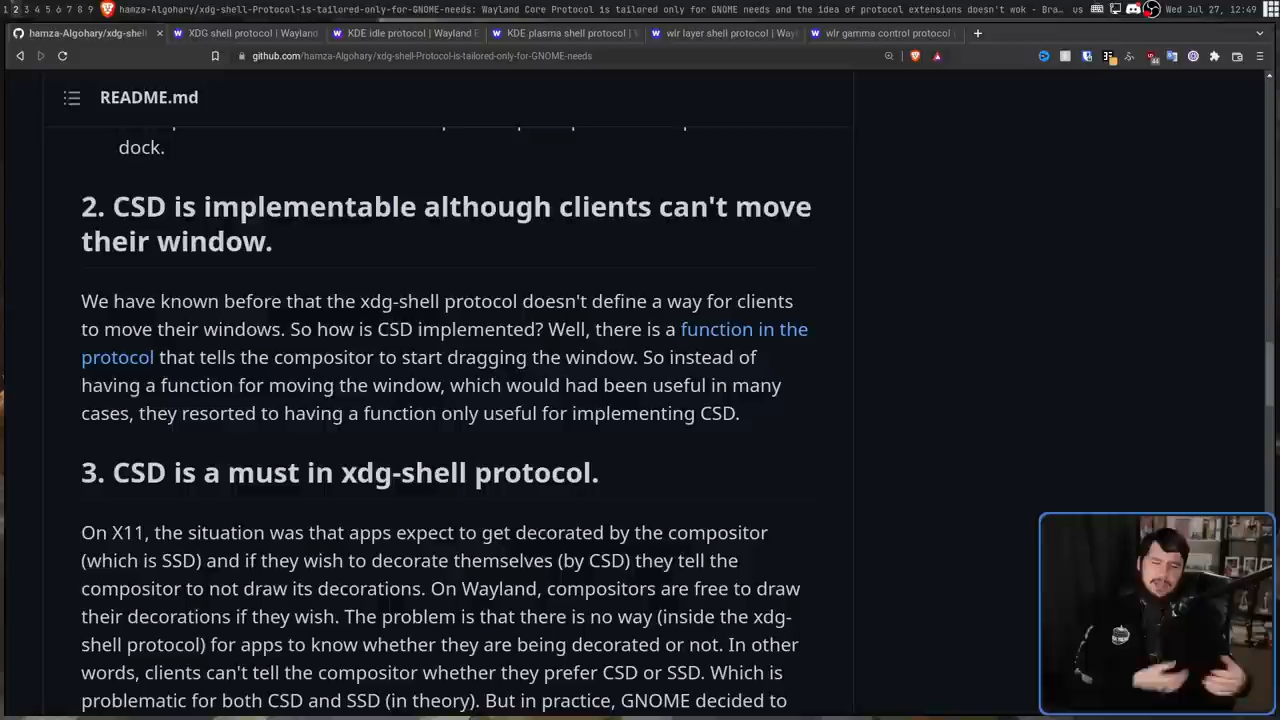 1 2 3 4 5 6 7 8 9
hamza-Algohary/xdg-shell-Protocol-is-tailored-only-for-GNOME-needs: Wayland Core Protocol is tailored only for GNOME needs and the idea of protocol extensions doesn't wok - Bra…
us
Wed Jul 27, 12:49
hamza-Algohary/xdg-shell
XDG shell protocol | Wayland
KDE idle protocol | Wayland E
KDE plasma shell protocol |
wlr layer shell protocol | Wayl
wlr gamma control protocol
github.com/hamza-Algohary/xdg-shell-Protocol-is-tailored-only-for-GNOME-needs
README.md
dock.
2. CSD is implementable although clients can't move
their window.
We have known before that the xdg-shell protocol doesn't define a way for clients
to move their windows. So how is CSD implemented? Well, there is a function in the
protocol that tells the compositor to start dragging the window. So instead of
having a function for moving the window, which would had been useful in many
cases, they resorted to having a function only useful for implementing CSD.
3. CSD is a must in xdg-shell protocol.
On X11, the situation was that apps expect to get decorated by the compositor
(which is SSD) and if they wish to decorate themselves (by CSD) they tell the
compositor to not draw its decorations. On Wayland, compositors are free to draw
their decorations if they wish. The problem is that there is no way (inside the xdg-
shell protocol) for apps to know whether they are being decorated or not. In other
words, clients can't tell the compositor whether they prefer CSD or SSD. Which is
problematic for both CSD and SSD (in theory). But in practice, GNOME decided to